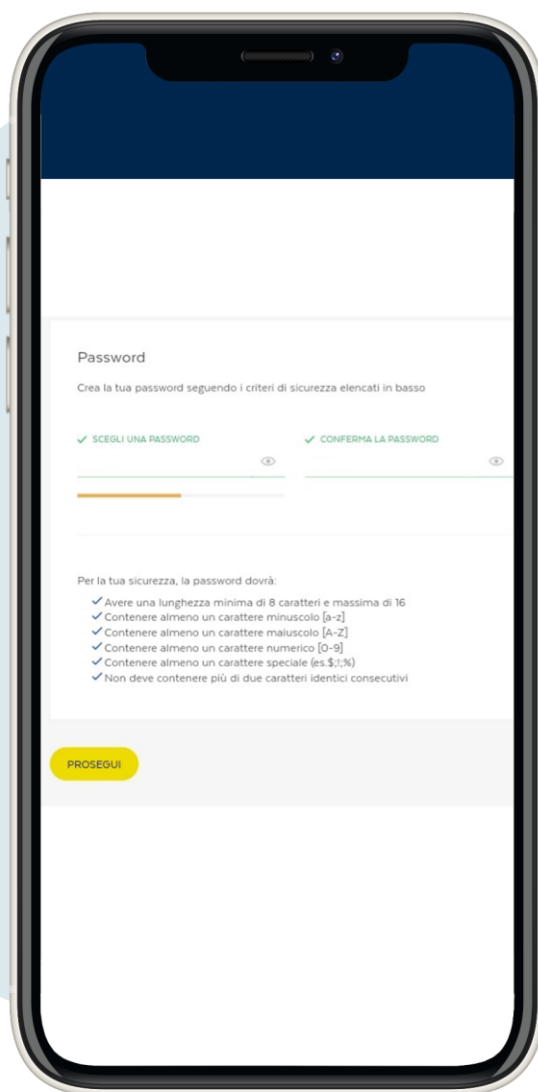 Password
Crea la tua password seguendo i criteri di sicurezza elencati in basso
SCEGLI UNA PASSWORD
CONFERMA LA PASSWORD
Per la tua sicurezza, la password dovrà:
Avere una lunghezza minima di 8 caratteri e massima di 16
Contenere almeno un carattere minuscolo [a-z]
Contenere almeno un carattere maiuscolo [A-Z]
Contenere almeno un carattere numerico [0-9]
Contenere almeno un carattere speciale (es.$;!;%)
Non deve contenere più di due caratteri identici consecutivi
PROSEGUI